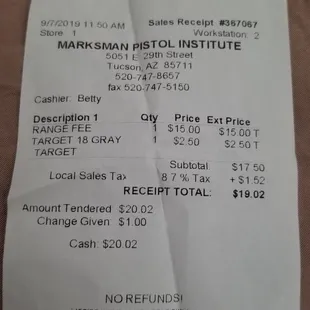 9/7/2019 11:50 AM Sales Receipt #367067
Store: 1 Workstation: 2
MARKSMAN PISTOL INSTITUTE
5051 E. 29th Street
Tucson, AZ 85711
520-747-8657
fax 520-747-5150
Cashier: Betty
Description 1 Qty Price Ext Price
RANGE FEE 1 $15.00 $15.00 T
TARGET 18 GRAY 1 $2.50 $2.50 T
TARGET
Subtotal $17.50
Local Sales Tax 8.7 % Tax + $1.52
RECEIPT TOTAL: $19.02
Amount Tendered $20.02
Change Given: $1.00
Cash: $20.02
NO REFUNDS!